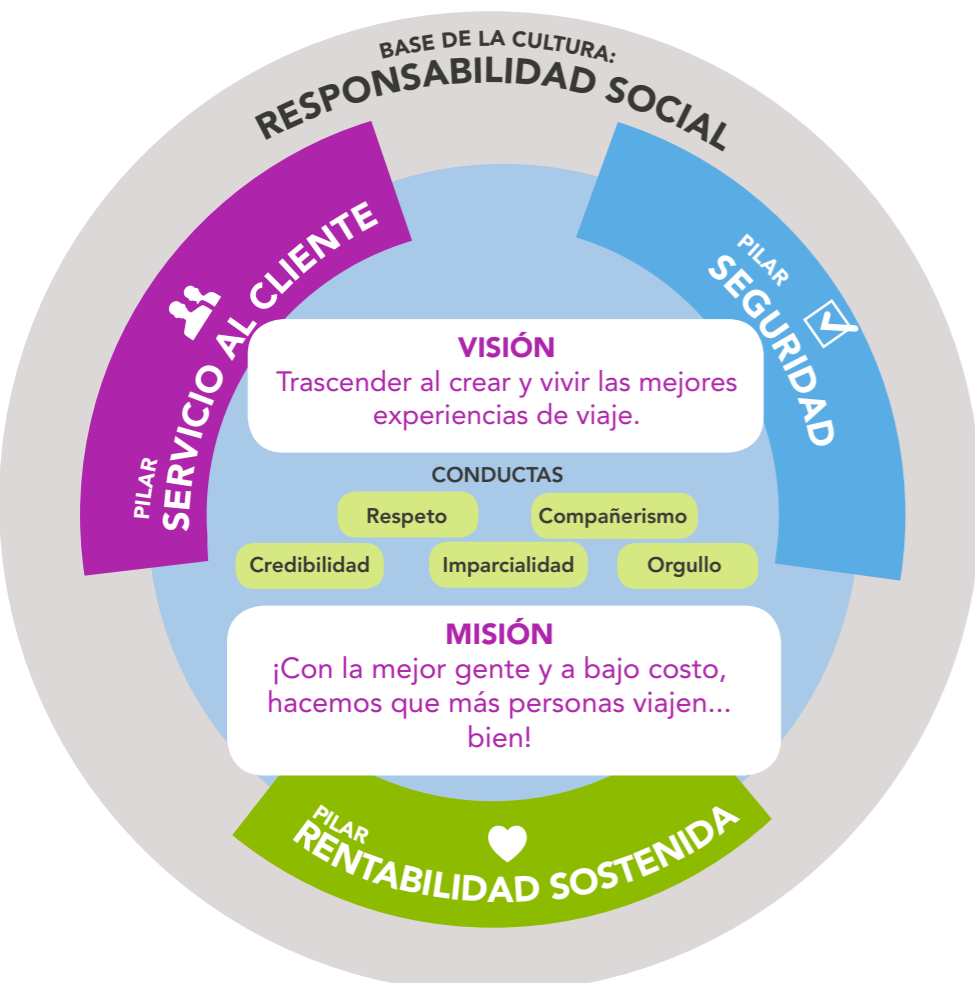 BASE DE LA CULTURA:
RESPONSABILIDAD SOCIAL
PILAR
SERVICIO AL CLIENTE
PILAR
SEGURIDAD
VISIÓN
Trascender al crear y vivir las mejores
experiencias de viaje.
CONDUCTAS
Respeto Compañerismo
Credibilidad Imparcialidad Orgullo
MISIÓN
¡Con la mejor gente y a bajo costo,
hacemos que más personas viajen...
bien!
PILAR
RENTABILIDAD SOSTENIDA